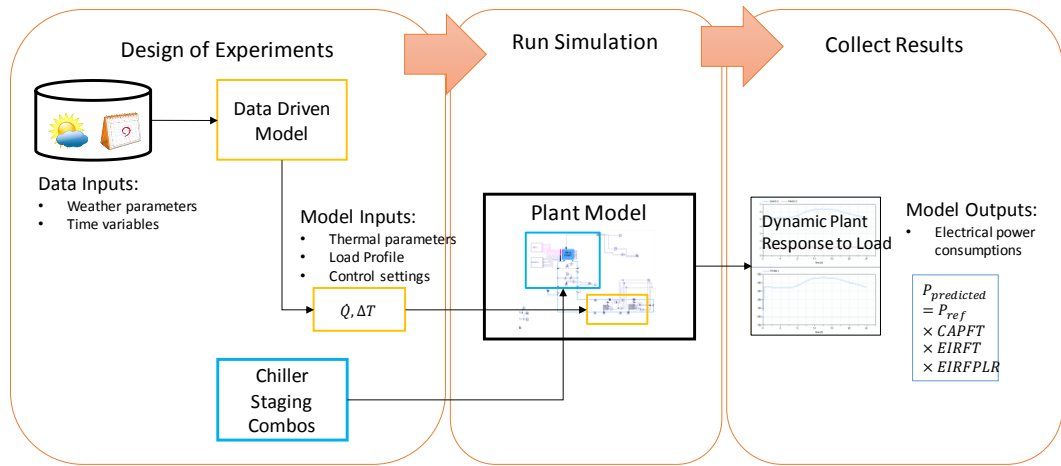 Design of Experiments
Run Simulation
Collect Results
Data Driven
Model
Data Inputs:
• Weather parameters
• Time variables
Model Inputs:
• Thermal parameters
• Load Profile
• Control settings
Q̇, ΔT
Chiller
Staging
Combos
Plant Model
Dynamic Plant
Response to Load
Model Outputs:
• Electrical power
consumptions
P_predicted
= P_ref
× CAPFT
× EIRFT
× EIRFPLR